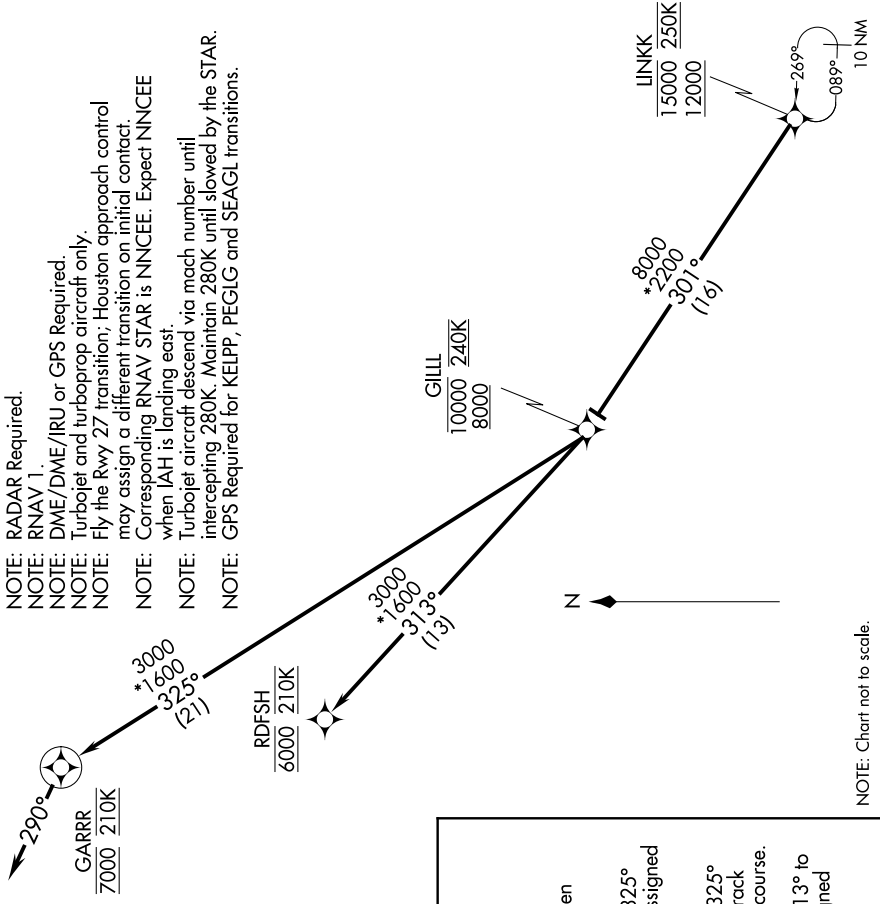 NOTE: RADAR Required.
NOTE: RNAV 1.
NOTE: DME/DME/IRU or GPS Required.
NOTE: Turbojet and turboprop aircraft only.
NOTE: Fly the Rwy 27 transition; Houston approach control
may assign a different transition on initial contact.
NOTE: Corresponding RNAV STAR is NNCEE. Expect NNCEE
when IAH is landing east.
NOTE: Turbojet aircraft descend via mach number until
intercepting 280K. Maintain 280K until slowed by the STAR.
NOTE: GPS Required for KELPP, PEGLG and SEAGL transitions.
LINKK
15000 250K
12000
269°
089°
10 NM
8000
*2200
301°
(16)
GILLL
10000 240K
8000
3000
*1600
325°
(21)
3000
*1600
313°
(13)
RDFSH
6000 210K
GARRR
7000 210K
290°
N
NOTE: Chart not to scale.
en
325°
ssigned
325°
rack
course.
13° to
ned